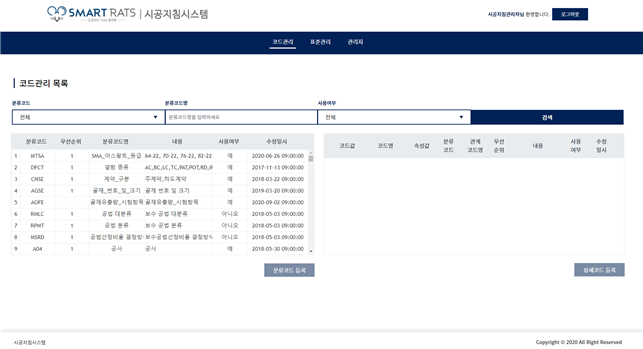 SMART RATS | 시공지침시스템
시공지침관리자님 환영합니다. 로그아웃
코드관리 표준관리 관리자
코드관리 목록
분류코드 분류코드명 사용여부
전체 분류코드명을 입력하세요 전체 검색
분류코드 우선순위 분류코드명 내용 사용여부 수정일시
1 MTSA 1 SMA_아스팔트_등급 64-22, 70-22, 76-22, 82-22 예 2020-06-26 09:00:00
2 DFCT 1 결함 종류 AC,BC,LC,TC,PAT,POT,RD,R 예 2017-11-13 09:00:00
3 CNSE 1 계약_구분 주계약,하도계약 예 2018-03-22 09:00:00
4 AGSE 1 골재_번호_및_크기 골재 번호 및 크기 예 2019-03-20 09:00:00
5 AOFE 골재유출량_시험항목 골재유출량_시험항목 예 2020-09-02 09:00:00
6 RMLC 1 공법 대분류 보수 공법 대분류 아니오 2018-05-03 09:00:00
7 RPMT 1 공법 분류 보수 공법 분류 아니오 2018-05-03 09:00:00
8 MSRD 1 공법선정비율 결정방 보수공법선정비율 결정방식 아니오 2018-05-03 09:00:00
9 A04 1 공사 공사 예 2018-05-30 09:00:00
코드값 코드명 속성값 분류 코드 관계 코드명 우선 순위 내용 사용 여부 수정 일시
분류코드 등록 상세코드 등록
시공지침시스템 Copyright © 2020 All Right Reserved